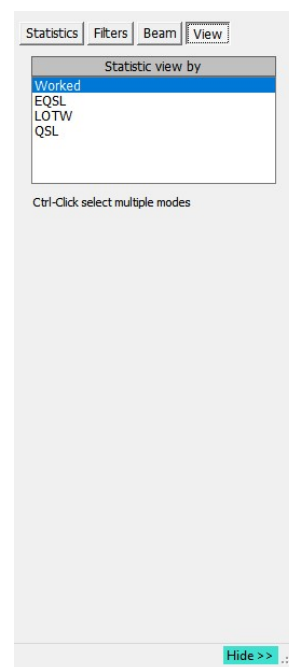 Statistics Filters Beam View
Statistic view by
Worked
EQSL
LOTW
QSL
Ctrl-Click select multiple modes
Hide >>